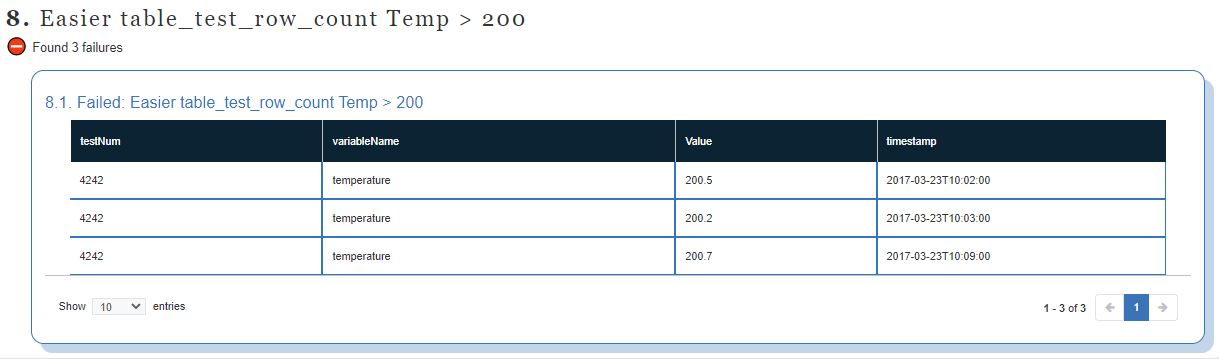 8. Easier table_test_row_count Temp > 200
Found 3 failures
8.1. Failed: Easier table_test_row_count Temp > 200
testNum variableName Value timestamp
4242 temperature 200.5 2017-03-23T10:02:00
4242 temperature 200.2 2017-03-23T10:03:00
4242 temperature 200.7 2017-03-23T10:09:00
Show 10 entries 1 - 3 of 3 ← 1 →